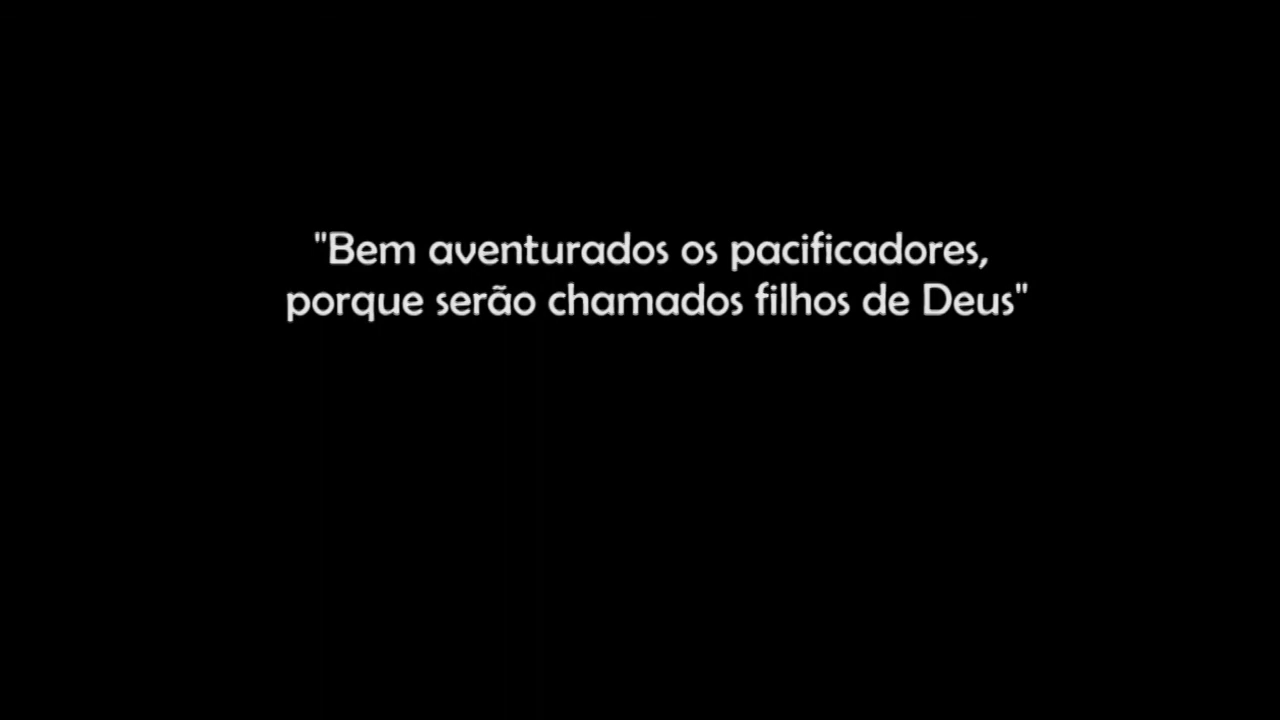 "Bem aventurados os pacificadores,
porque serão chamados filhos de Deus"